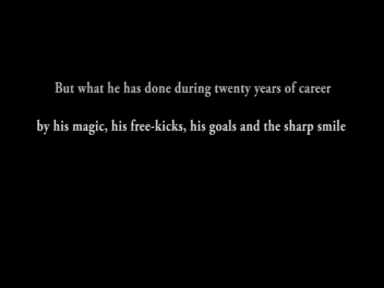 But what he has done during twenty years of career
by his magic, his free-kicks, his goals and the sharp smile